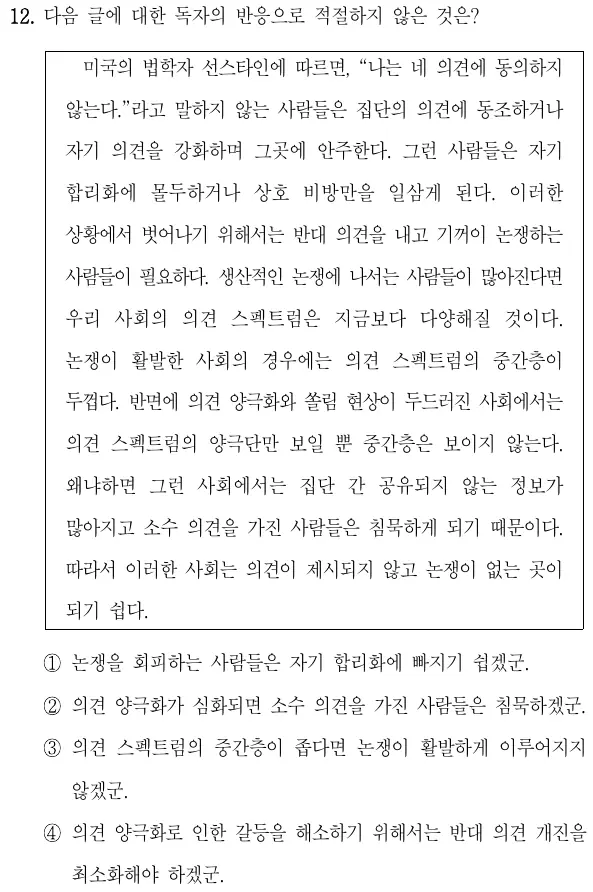 12. 다음 글에 대한 독자의 반응으로 적절하지 않은 것은?
미국의 법학자 선스타인에 따르면, “나는 네 의견에 동의하지
않는다.”라고 말하지 않는 사람들은 집단의 의견에 동조하거나
자기 의견을 강화하며 그곳에 안주한다. 그런 사람들은 자기
합리화에 몰두하거나 상호 비방만을 일삼게 된다. 이러한
상황에서 벗어나기 위해서는 반대 의견을 내고 기꺼이 논쟁하는
사람들이 필요하다. 생산적인 논쟁에 나서는 사람들이 많아진다면
우리 사회의 의견 스펙트럼은 지금보다 다양해질 것이다.
논쟁이 활발한 사회의 경우에는 의견 스펙트럼의 중간층이
두껍다. 반면에 의견 양극화와 쏠림 현상이 두드러진 사회에서는
의견 스펙트럼의 양극단만 보일 뿐 중간층은 보이지 않는다.
왜냐하면 그런 사회에서는 집단 간 공유되지 않는 정보가
많아지고 소수 의견을 가진 사람들은 침묵하게 되기 때문이다.
따라서 이러한 사회는 의견이 제시되지 않고 논쟁이 없는 곳이
되기 쉽다.
① 논쟁을 회피하는 사람들은 자기 합리화에 빠지기 쉽겠군.
② 의견 양극화가 심화되면 소수 의견을 가진 사람들은 침묵하겠군.
③ 의견 스펙트럼의 중간층이 좁다면 논쟁이 활발하게 이루어지지
않겠군.
④ 의견 양극화로 인한 갈등을 해소하기 위해서는 반대 의견 개진을
최소화해야 하겠군.